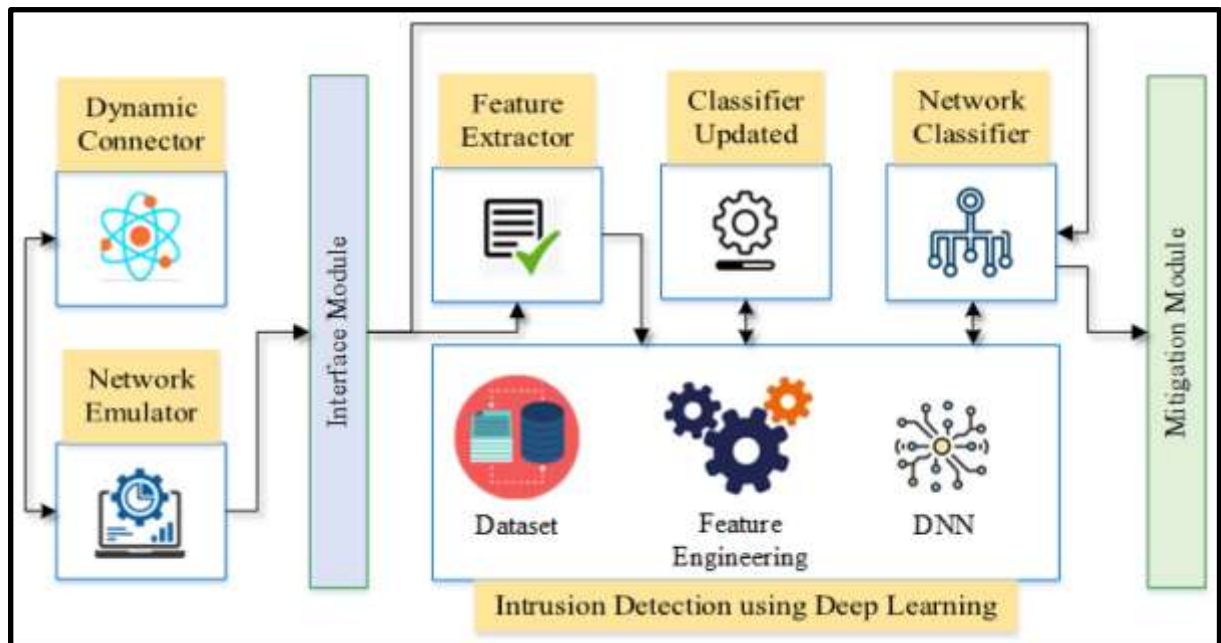 Dynamic
Connector
Network
Emulator
Interface Module
Feature
Extractor
Classifier
Updated
Network
Classifier
Dataset
Feature
Engineering
DNN
Intrusion Detection using Deep Learning
Mitigation Module